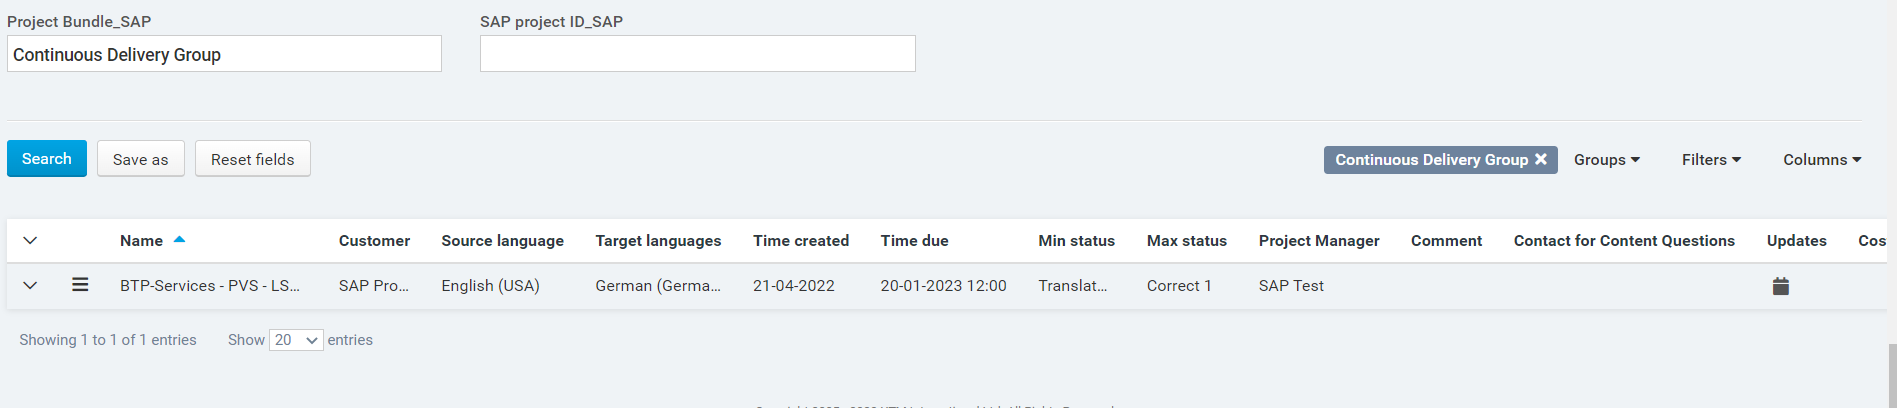 Project Bundle_SAP SAP project ID_SAP
Continuous Delivery Group
Search Save as Reset fields Continuous Delivery Group Groups Filters Columns
Name Customer Source language Target languages Time created Time due Min status Max status Project Manager Comment Contact for Content Questions Updates Cos
BTP-Services - PVS - LS... SAP Pro... English (USA) German (Germa... 21-04-2022 20-01-2023 12:00 Translat... Correct 1 SAP Test
Showing 1 to 1 of 1 entries Show 20 entries